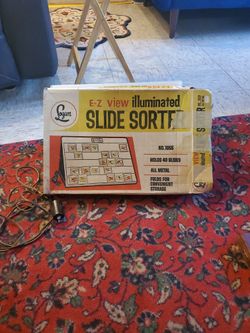 Logan
E-Z view illuminated
SLIDE SORTER
NO. 1056
HOLDS 40 SLIDES
ALL METAL
FOLDS FOR
CONVENIENT
STORAGE